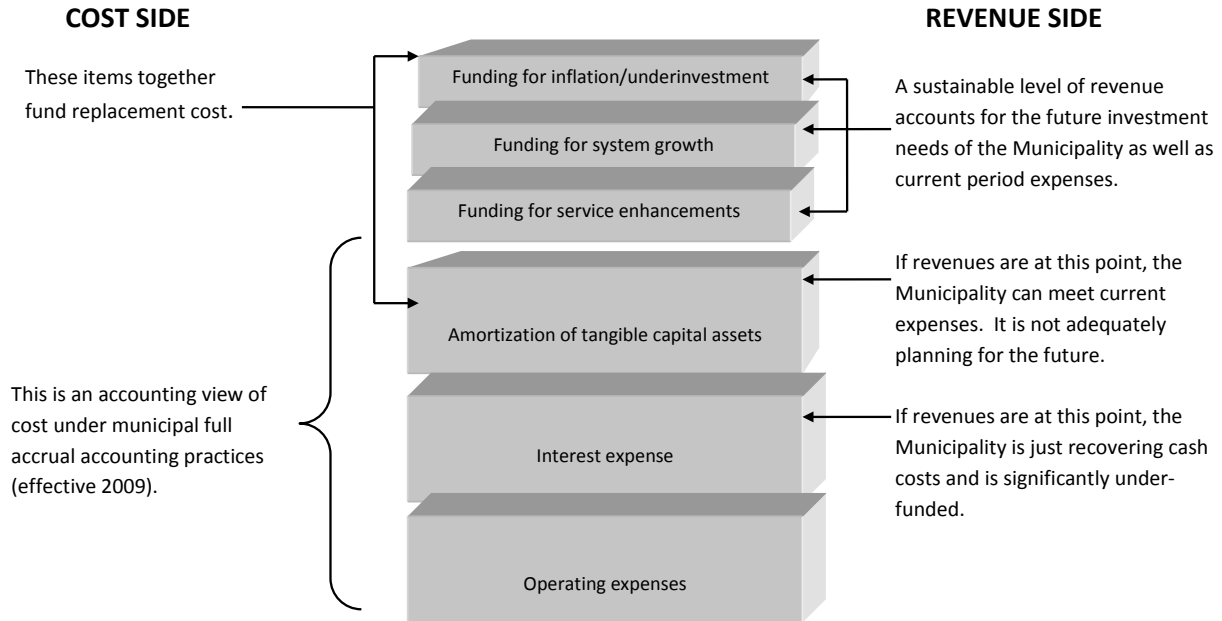 COST SIDE
REVENUE SIDE
These items together
fund replacement cost.
Funding for inflation/underinvestment
Funding for system growth
Funding for service enhancements
A sustainable level of revenue
accounts for the future investment
needs of the Municipality as well as
current period expenses.
Amortization of tangible capital assets
If revenues are at this point, the
Municipality can meet current
expenses. It is not adequately
planning for the future.
This is an accounting view of
cost under municipal full
accrual accounting practices
(effective 2009).
Interest expense
If revenues are at this point, the
Municipality is just recovering cash
costs and is significantly under-
funded.
Operating expenses